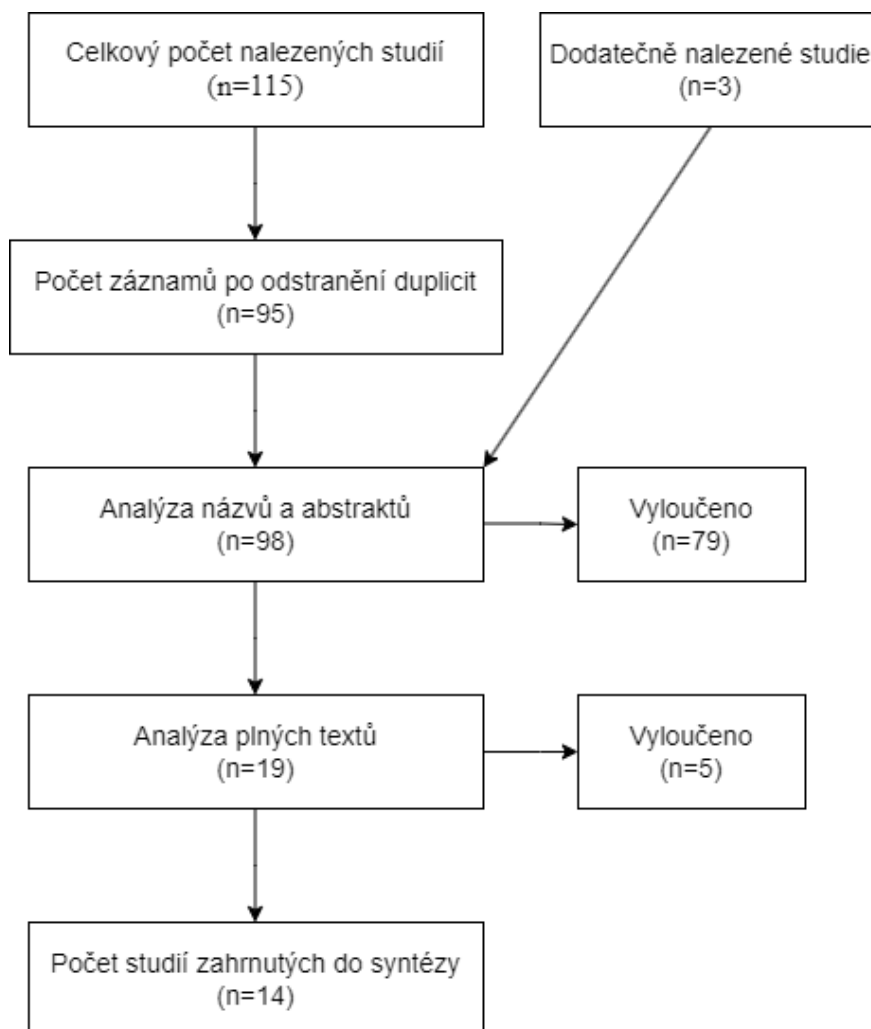 Celkový počet nalezených studií
(n=115)
Dodatečně nalezené studie
(n=3)
Počet záznamů po odstranění duplicit
(n=95)
Analýza názvů a abstraktů
(n=98)
Vyloučeno
(n=79)
Analýza plných textů
(n=19)
Vyloučeno
(n=5)
Počet studií zahrnutých do syntézy
(n=14)